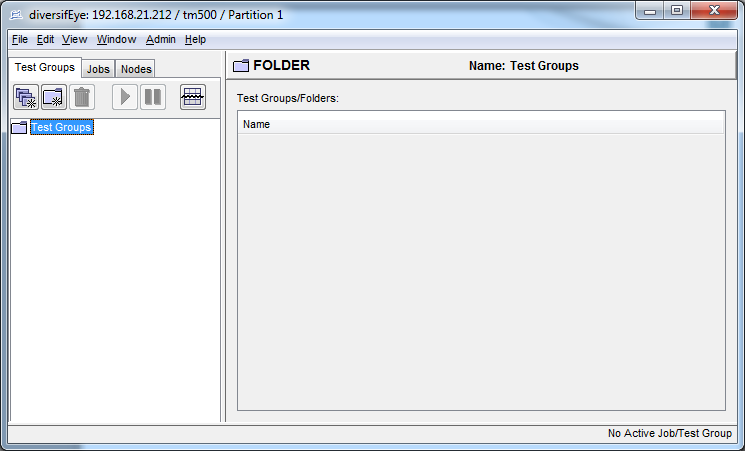 diversifEye: 192.168.21.212 / tm500 / Partition 1
File Edit View Window Admin Help
Test Groups Jobs Nodes
FOLDER Name: Test Groups
Test Groups/Folders:
Name
Test Groups
No Active Job/Test Group